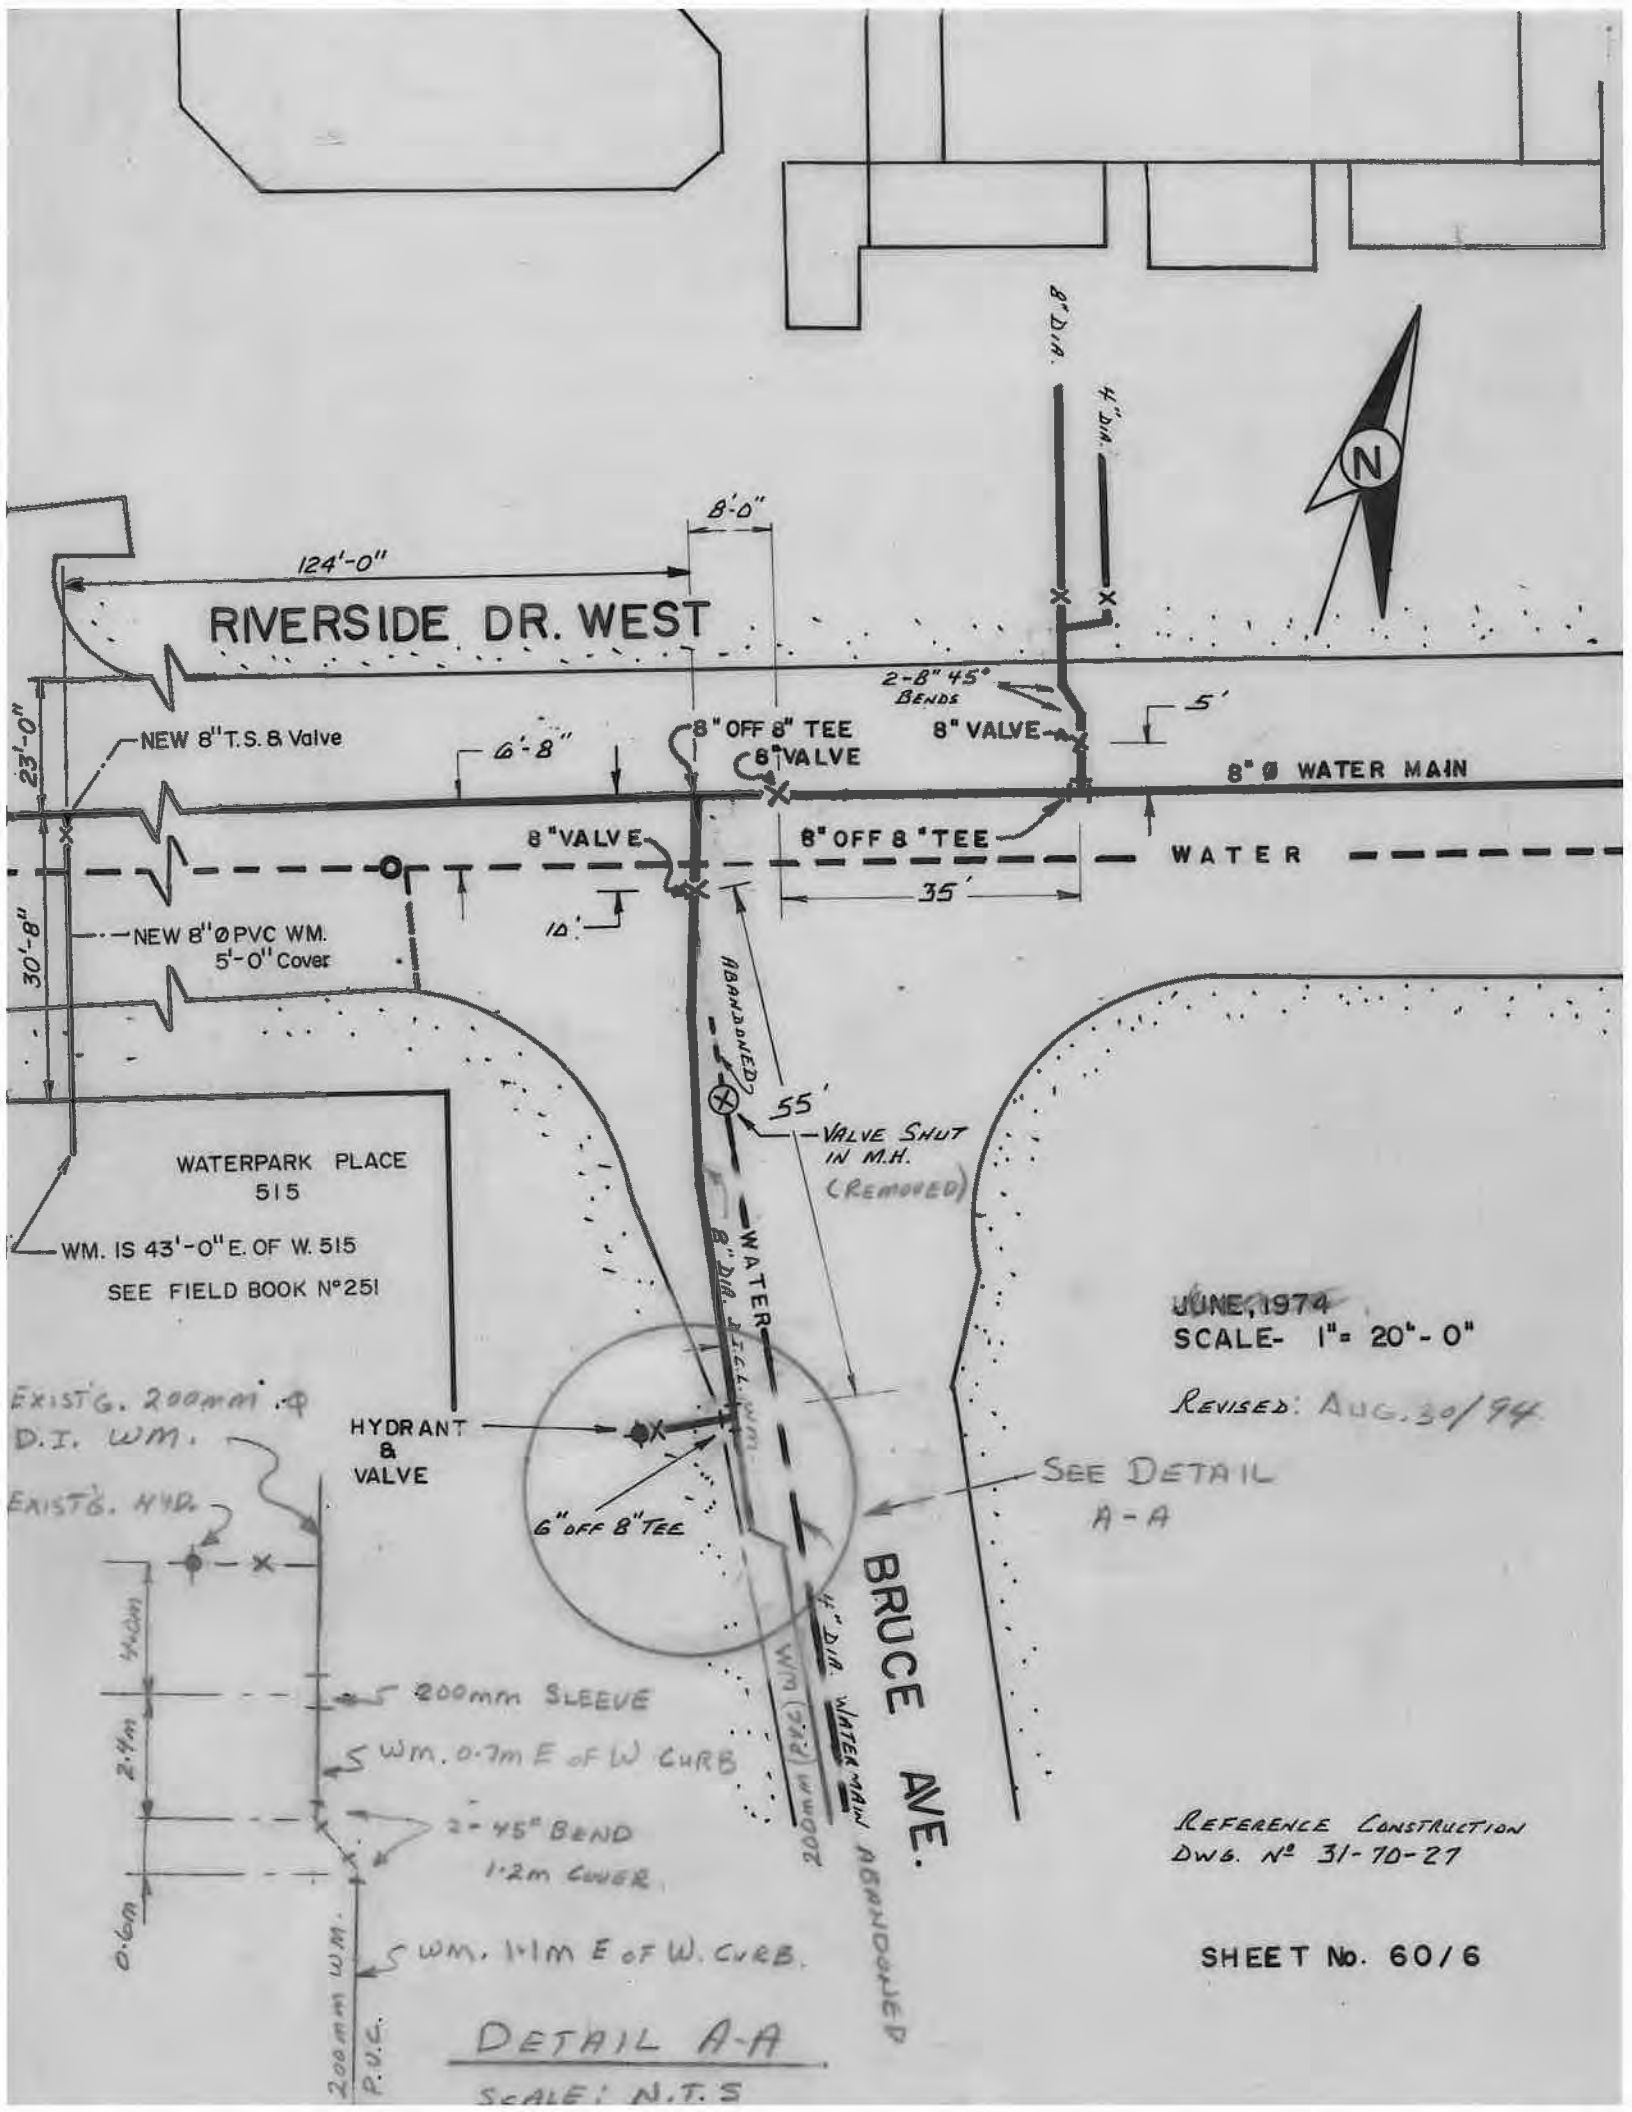 8" DIA.
4" DIA.
N
8'-0"
124'-0"
RIVERSIDE DR. WEST
2-8" 45°
BENDS
5'
23'-0"
NEW 8" T.S. & Valve
6'-8"
8" OFF 8" TEE
8" VALVE
8" VALVE
8" Ø WATER MAIN
8" VALVE
8" OFF 8" TEE
WATER
35'
10'
30'-8"
NEW 8" Ø PVC WM.
5'-0" Cover
ABANDONED
55'
VALVE SHUT
IN M.H.
(REMOVED)
WATERPARK PLACE
515
WM. IS 43'-0" E. OF W. 515
SEE FIELD BOOK Nº 251
WATER
8" DIA. D.I.C.L. WM.
JUNE, 1974
SCALE- 1"= 20"- 0"
REVISED: AUG. 30/94
EXIST'G. 200mm Φ
D.I. WM.
HYDRANT
&
VALVE
EXIST'G. HYD.
6" OFF 8" TEE
SEE DETAIL
A-A
BRUCE AVE.
4" DIA. WATERMAIN ABANDONED
200mm (P.V.C) WM
4.0m
200mm SLEEVE
2.4m
WM. 0.7m E OF W CURB
2-45° BEND
1.2m COVER
0.6m
WM. 1.1m E OF W. CURB.
200mm WM.
P.V.C.
REFERENCE CONSTRUCTION
DWG. Nº 31-70-27
SHEET No. 60/6
DETAIL A-A
SCALE: N.T.S